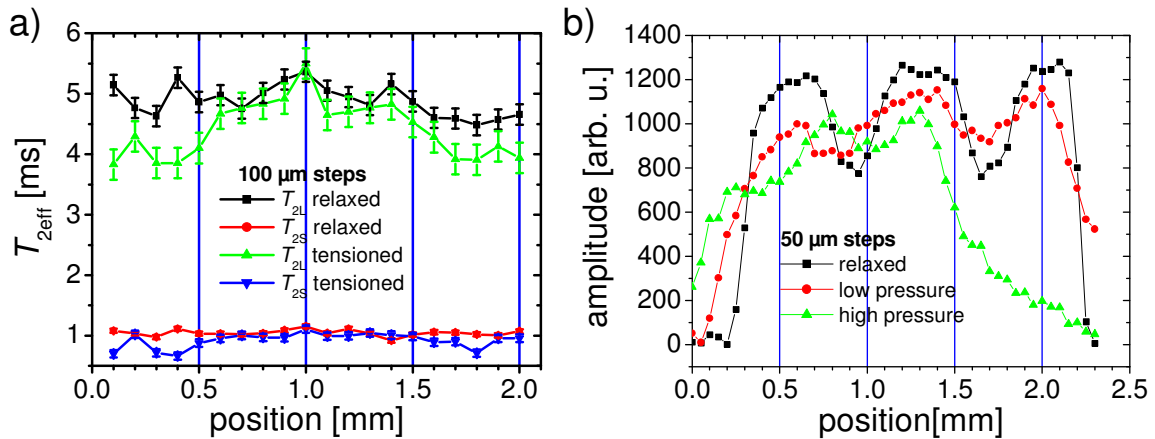 a)
6
5
4
3
2
1
0
T2eff [ms]
100 µm steps
T2L relaxed
T2S relaxed
T2L tensioned
T2S tensioned
0.0 0.5 1.0 1.5 2.0
position [mm]
b)
1400
1200
1000
800
600
400
200
0
amplitude [arb. u.]
50 µm steps
relaxed
low pressure
high pressure
0.0 0.5 1.0 1.5 2.0 2.5
position[mm]